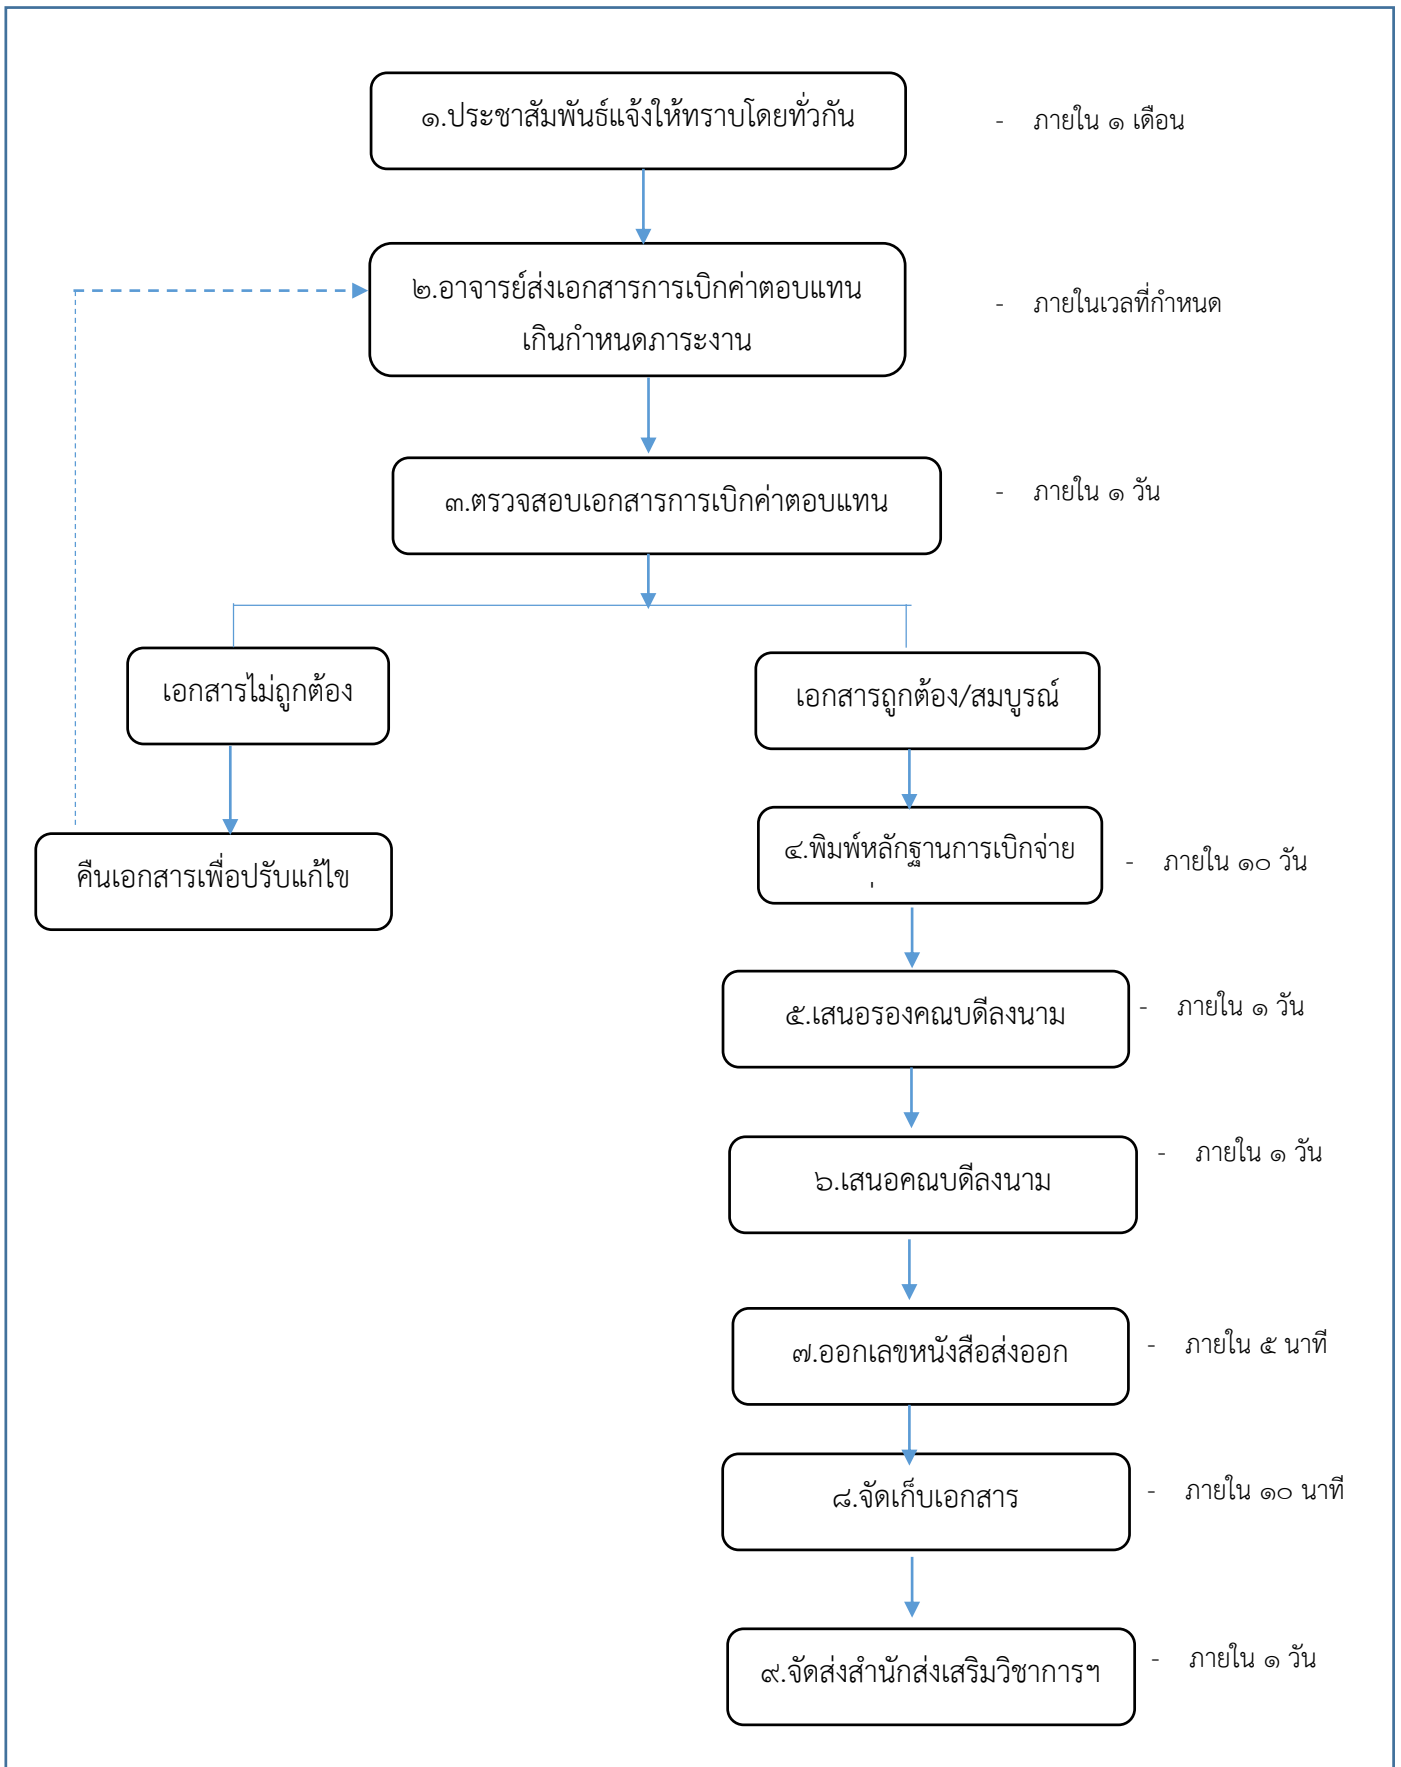 ๑.ประชาสัมพันธ์แจ้งให้ทราบโดยทั่วกัน
- ภายใน ๑ เดือน
๒.อาจารย์ส่งเอกสารการเบิกค่าตอบแทน
เกินกำหนดภาระงาน
- ภายในเวลที่กำหนด
๓.ตรวจสอบเอกสารการเบิกค่าตอบแทน
- ภายใน ๑ วัน
เอกสารไม่ถูกต้อง
เอกสารถูกต้อง/สมบูรณ์
คืนเอกสารเพื่อปรับแก้ไข
๔.พิมพ์หลักฐานการเบิกจ่าย
- ภายใน ๑๐ วัน
๕.เสนอรองคณบดีลงนาม
- ภายใน ๑ วัน
๖.เสนอคณบดีลงนาม
- ภายใน ๑ วัน
๗.ออกเลขหนังสือส่งออก
- ภายใน ๕ นาที
๘.จัดเก็บเอกสาร
- ภายใน ๑๐ นาที
๙.จัดส่งสำนักส่งเสริมวิชาการฯ
- ภายใน ๑ วัน